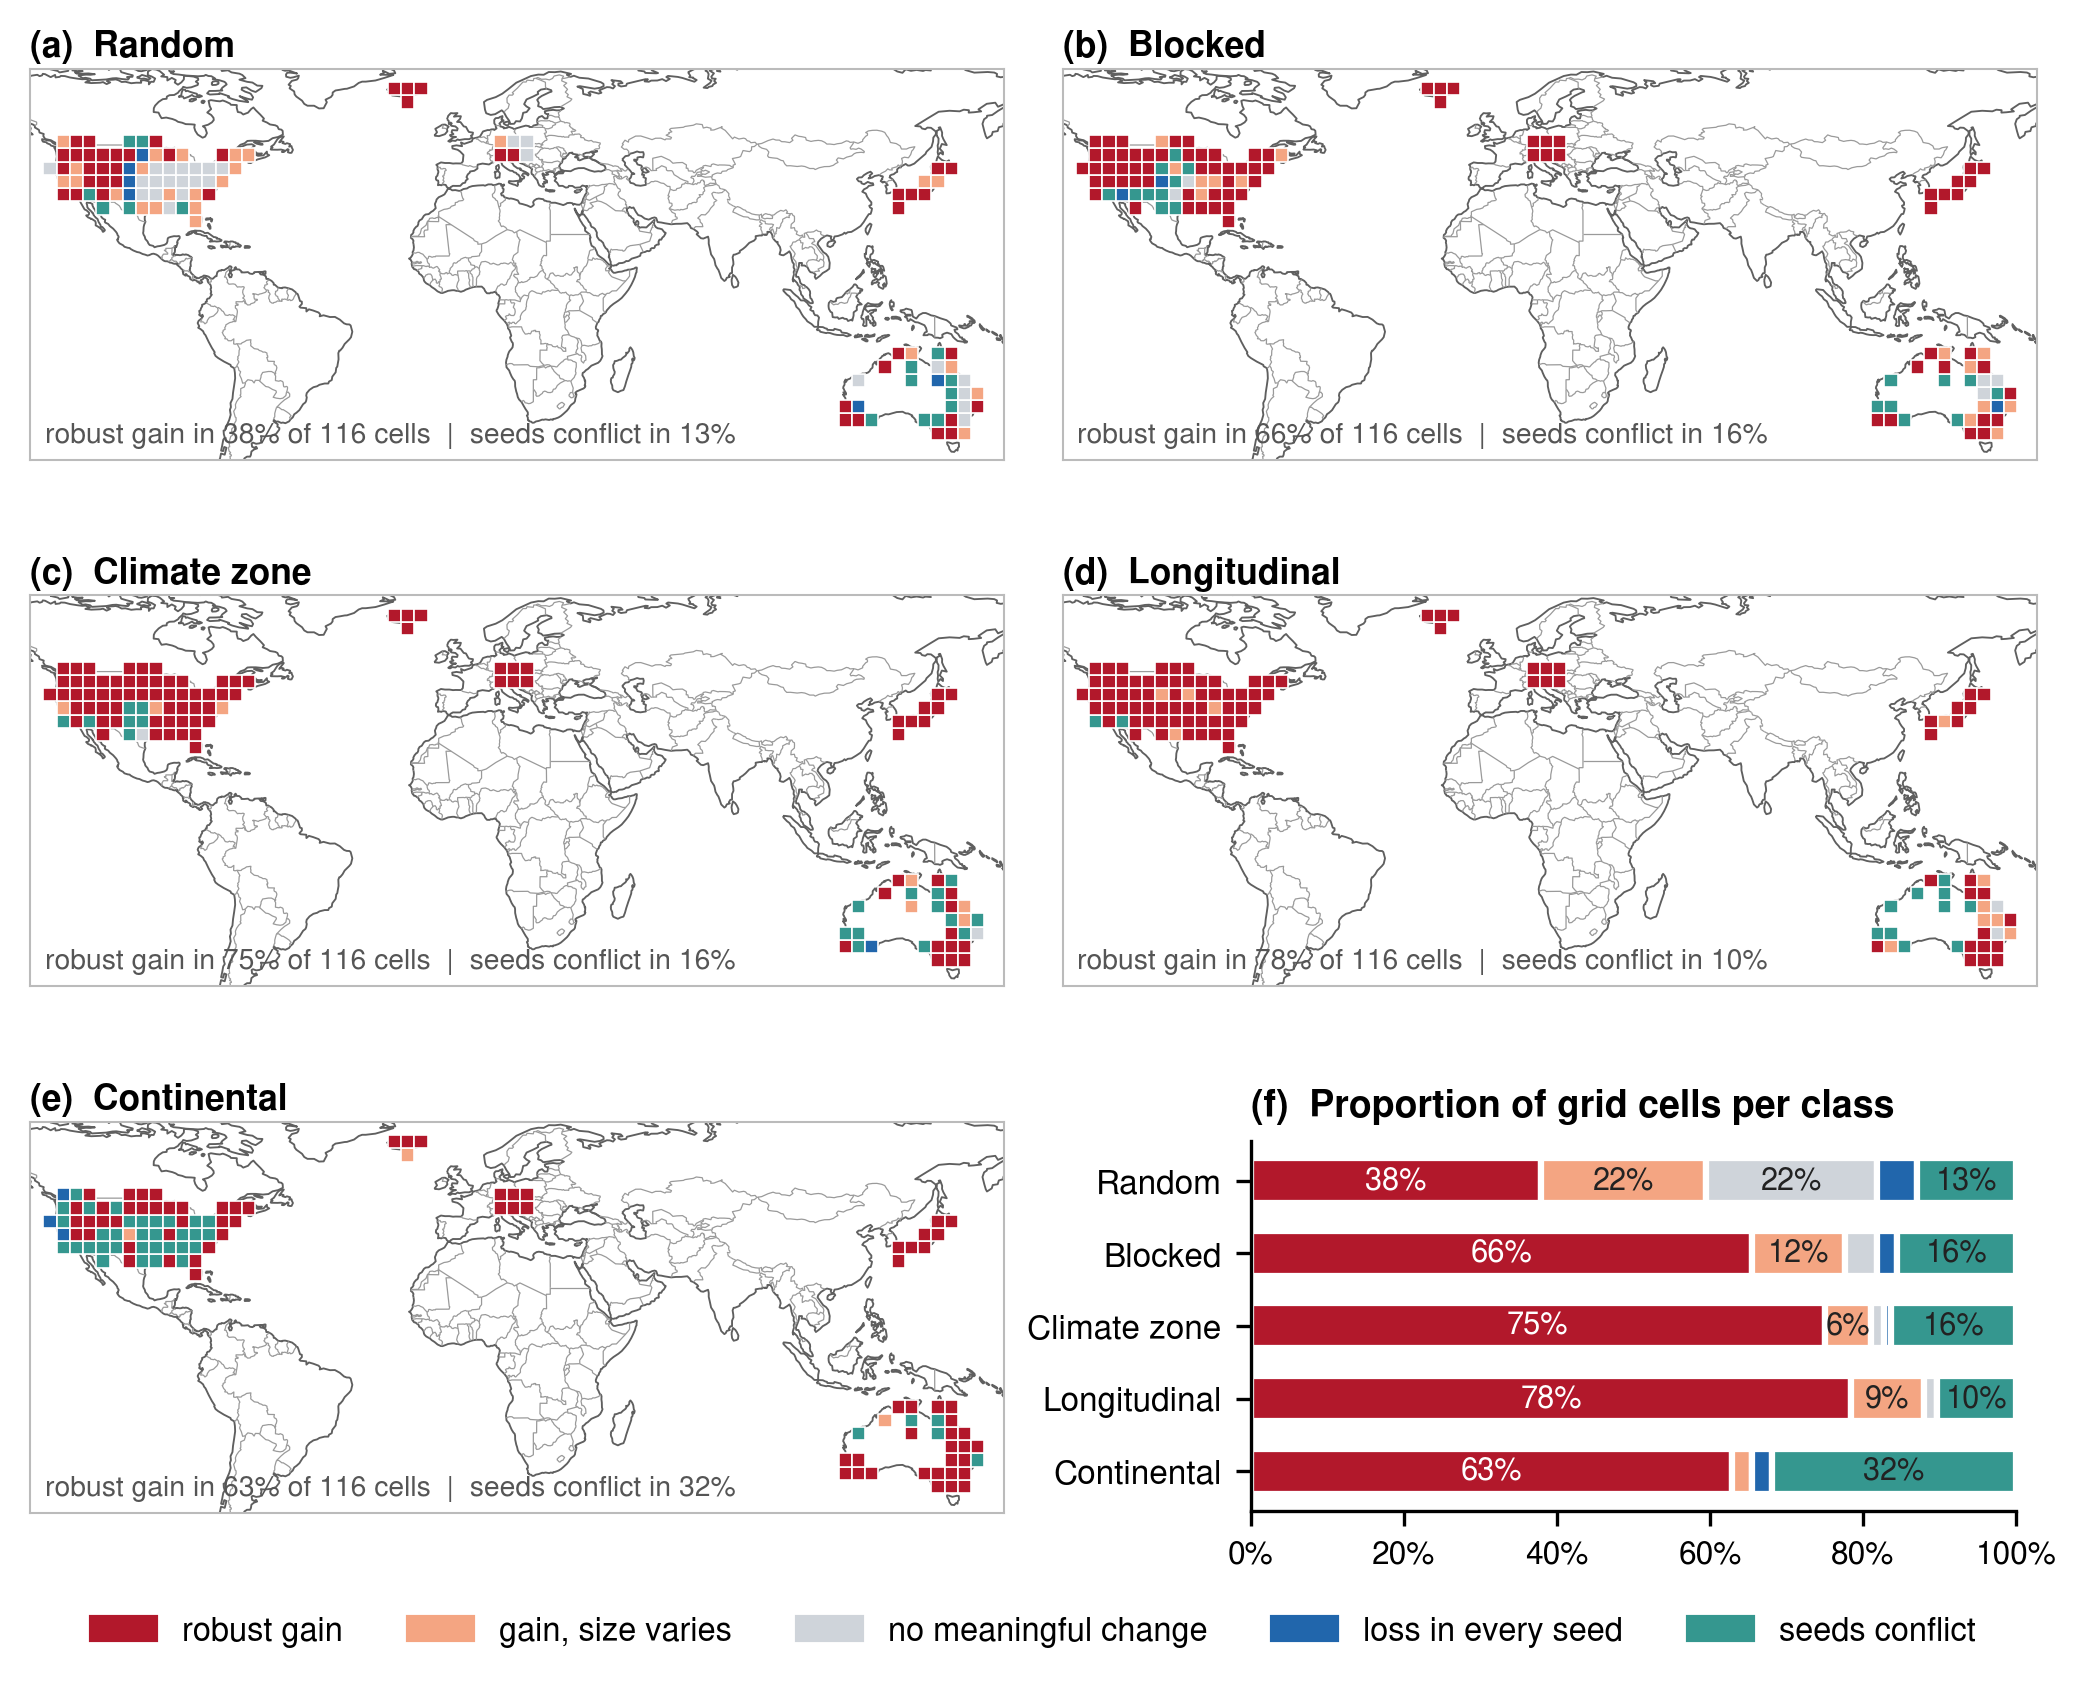 (a) Random
robust gain in 38% of 116 cells | seeds conflict in 13%
(b) Blocked
robust gain in 66% of 116 cells | seeds conflict in 16%
(c) Climate zone
robust gain in 75% of 116 cells | seeds conflict in 16%
(d) Longitudinal
robust gain in 78% of 116 cells | seeds conflict in 10%
(e) Continental
robust gain in 63% of 116 cells | seeds conflict in 32%
(f) Proportion of grid cells per class
Random 38% 22% 22% 13%
Blocked 66% 12% 16%
Climate zone 75% 6% 16%
Longitudinal 78% 9% 10%
Continental 63% 32%
0% 20% 40% 60% 80% 100%
robust gain gain, size varies no meaningful change loss in every seed seeds conflict